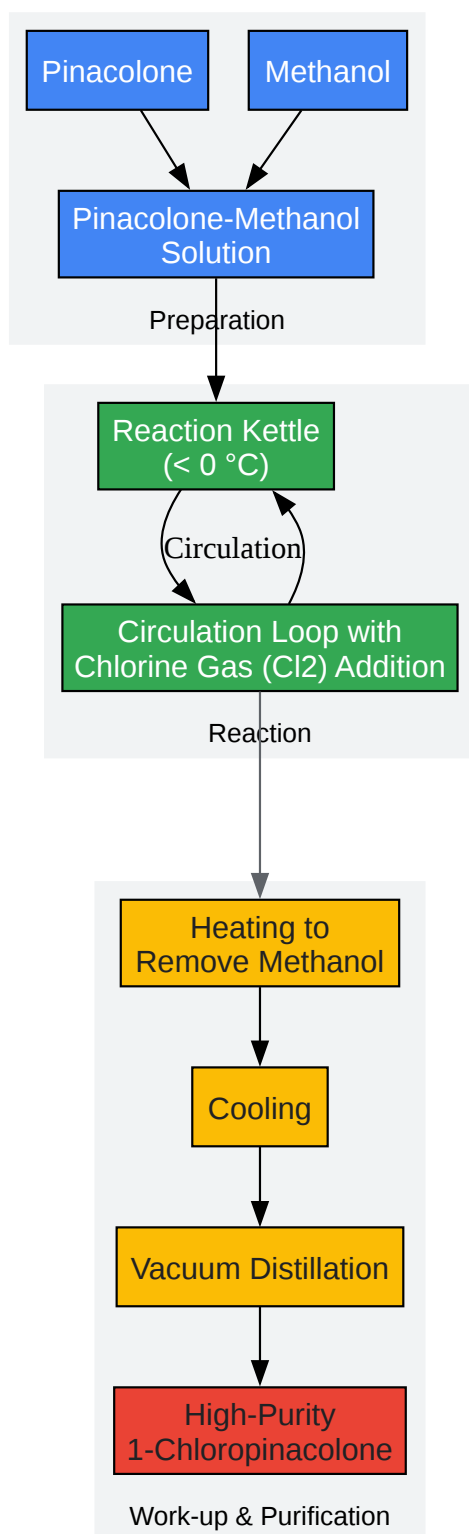 Pinacolone
Methanol
Pinacolone-Methanol
Solution
Preparation
Reaction Kettle
(< 0 °C)
Circulation
Circulation Loop with
Chlorine Gas (Cl2) Addition
Reaction
Heating to
Remove Methanol
Cooling
Vacuum Distillation
High-Purity
1-Chloropinacolone
Work-up & Purification